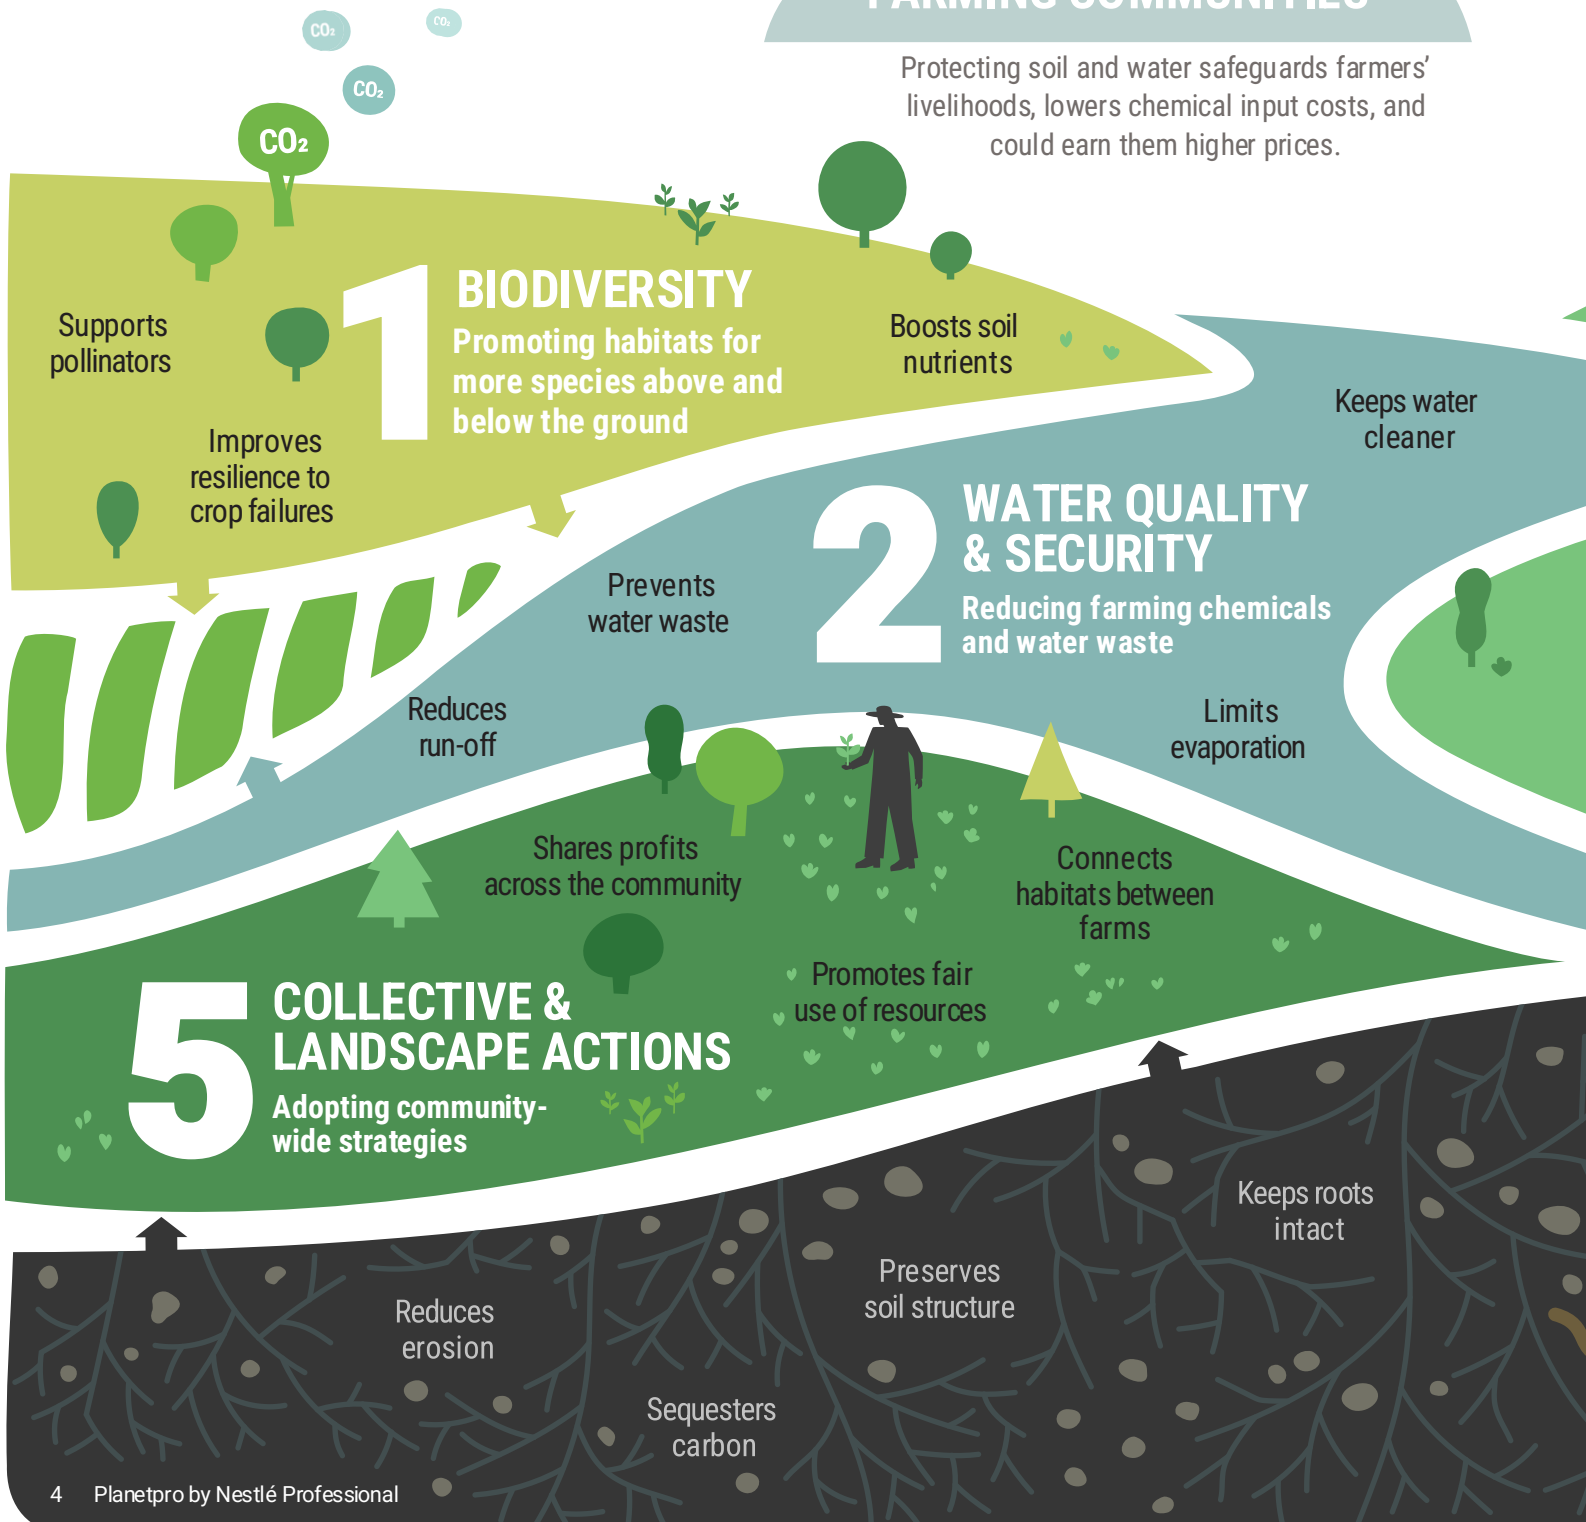 CO₂
CO₂
CO₂
CO₂
FARMING COMMUNITIES
Protecting soil and water safeguards farmers’
livelihoods, lowers chemical input costs, and
could earn them higher prices.
1
BIODIVERSITY
Promoting habitats for
more species above and
below the ground
Supports
pollinators
Improves
resilience to
crop failures
Boosts soil
nutrients
2
WATER QUALITY
& SECURITY
Reducing farming chemicals
and water waste
Keeps water
cleaner
Prevents
water waste
Reduces
run-off
Limits
evaporation
Shares profits
across the community
Connects
habitats between
farms
Promotes fair
use of resources
5
COLLECTIVE &
LANDSCAPE ACTIONS
Adopting community-
wide strategies
Keeps roots
intact
Preserves
soil structure
Reduces
erosion
Sequesters
carbon
4 Planetpro by Nestlé Professional